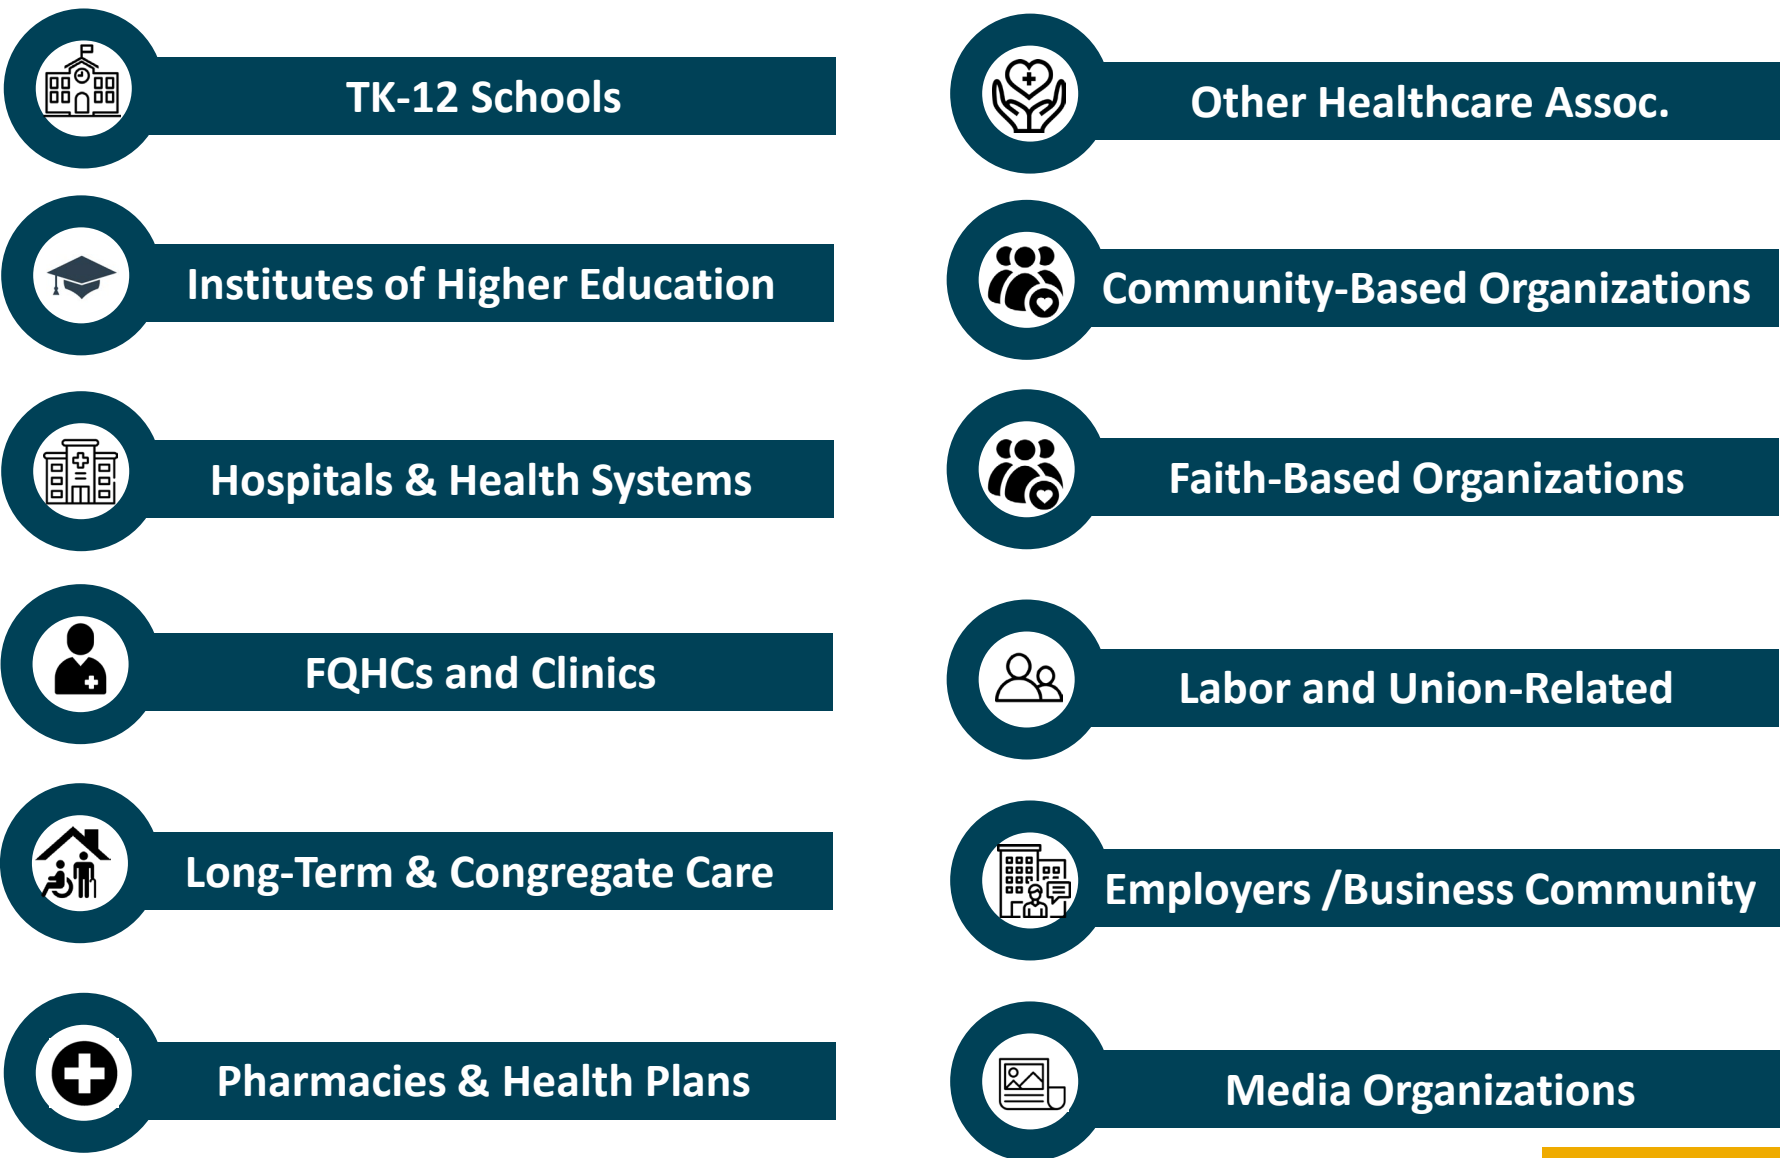 TK-12 Schools
Institutes of Higher Education
Hospitals & Health Systems
FQHCs and Clinics
Long-Term & Congregate Care
Pharmacies & Health Plans
Other Healthcare Assoc.
Community-Based Organizations
Faith-Based Organizations
Labor and Union-Related
Employers /Business Community
Media Organizations